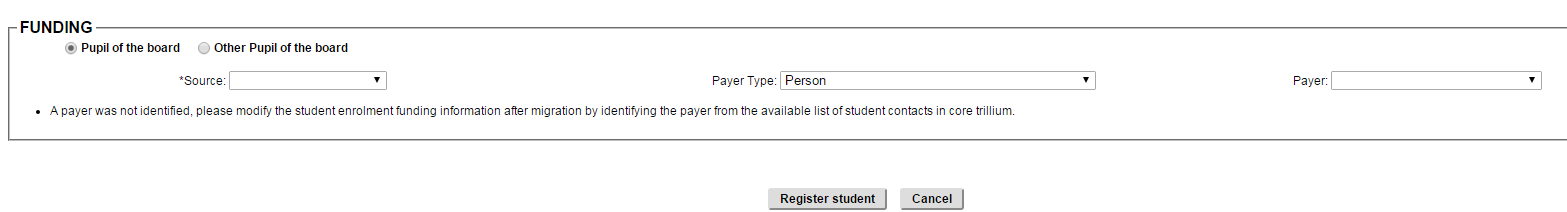 FUNDING
Pupil of the board Other Pupil of the board
*Source: Payer Type: Person Payer:
A payer was not identified, please modify the student enrolment funding information after migration by identifying the payer from the available list of student contacts in core trillium.
Register student Cancel